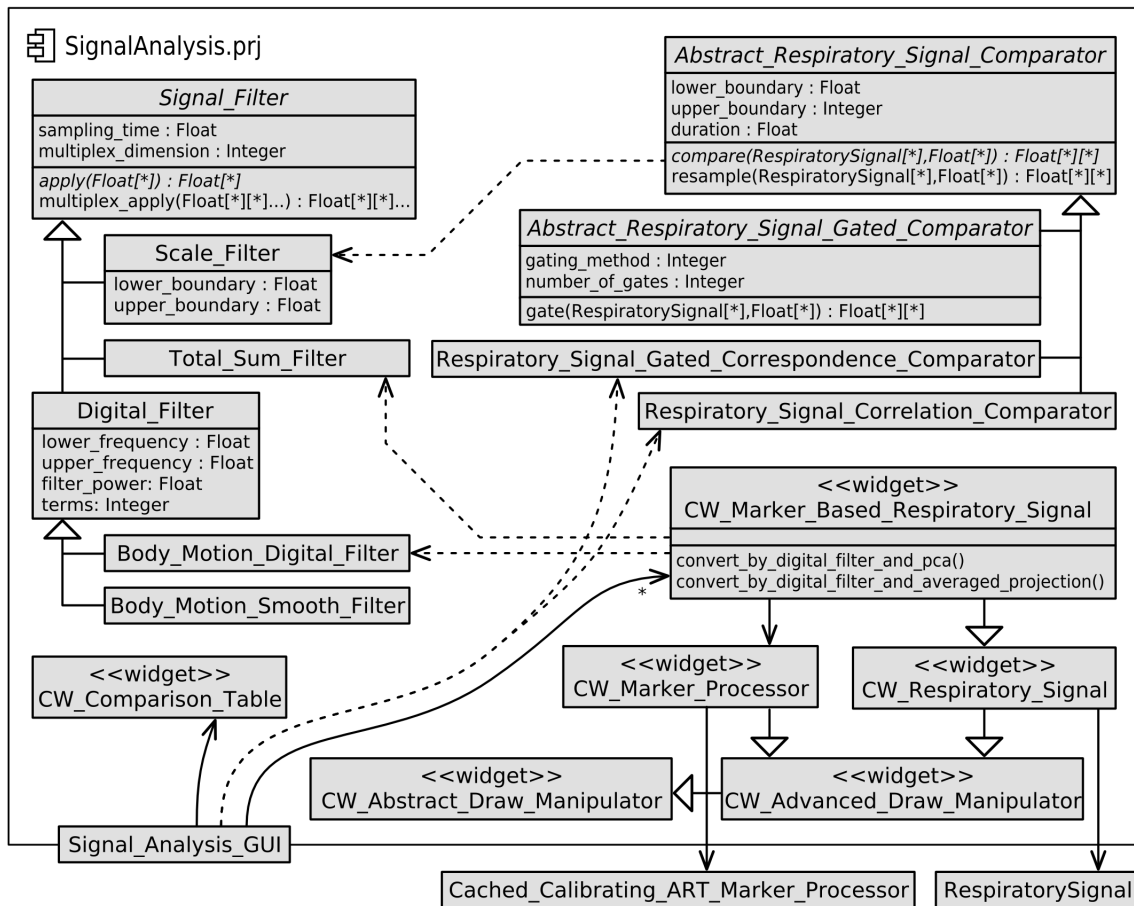 SignalAnalysis.prj
Signal_Filter
sampling_time : Float
multiplex_dimension : Integer
apply(Float[*]) : Float[*]
multiplex_apply(Float[*][*]...) : Float[*][*]...
Abstract_Respiratory_Signal_Comparator
lower_boundary : Float
upper_boundary : Integer
duration : Float
compare(RespiratorySignal[*],Float[*]) : Float[*][*]
resample(RespiratorySignal[*],Float[*]) : Float[*][*]
Scale_Filter
lower_boundary : Float
upper_boundary : Float
Abstract_Respiratory_Signal_Gated_Comparator
gating_method : Integer
number_of_gates : Integer
gate(RespiratorySignal[*],Float[*]) : Float[*][*]
Total_Sum_Filter
Respiratory_Signal_Gated_Correspondence_Comparator
Digital_Filter
lower_frequency : Float
upper_frequency : Float
filter_power: Float
terms: Integer
Respiratory_Signal_Correlation_Comparator
<<widget>>
CW_Marker_Based_Respiratory_Signal
convert_by_digital_filter_and_pca()
convert_by_digital_filter_and_averaged_projection()
Body_Motion_Digital_Filter
Body_Motion_Smooth_Filter
*
<<widget>>
CW_Comparison_Table
<<widget>>
CW_Marker_Processor
<<widget>>
CW_Respiratory_Signal
<<widget>>
CW_Abstract_Draw_Manipulator
<<widget>>
CW_Advanced_Draw_Manipulator
Signal_Analysis_GUI
Cached_Calibrating_ART_Marker_Processor
RespiratorySignal